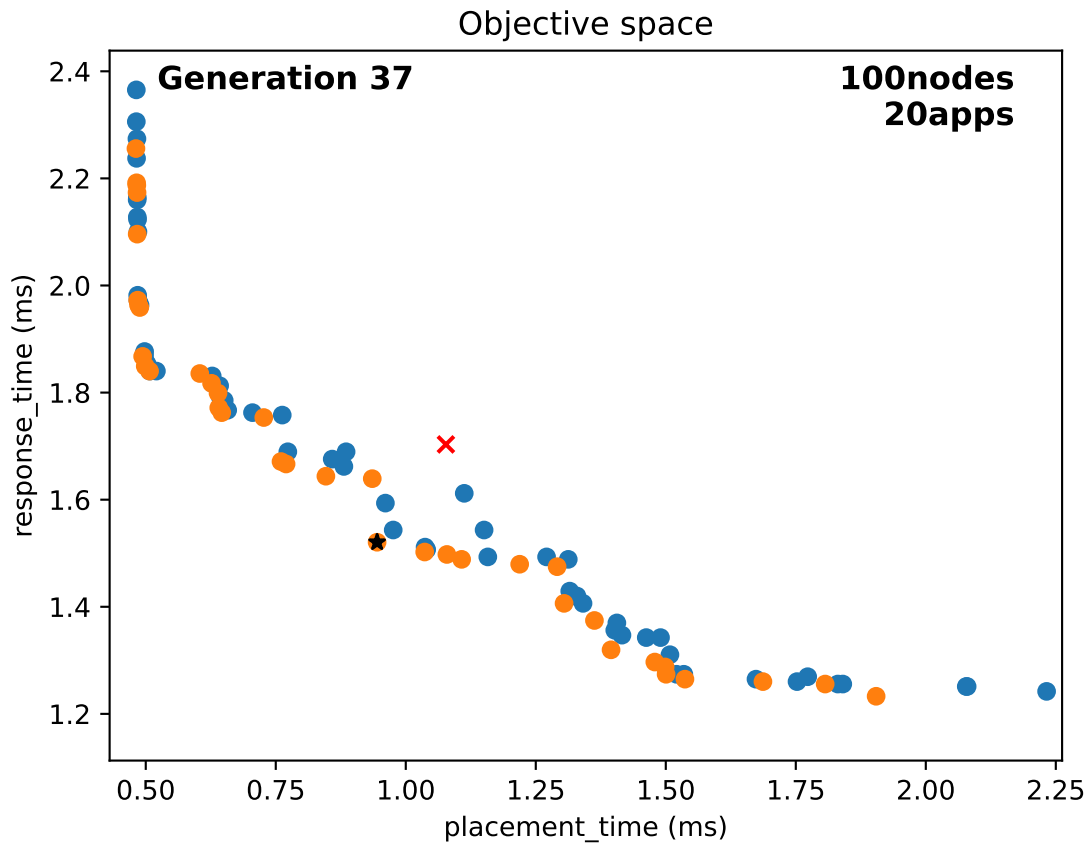 Objective space
Generation 37
100nodes
20apps
response_time (ms)
2.4
2.2
2.0
1.8
1.6
1.4
1.2
0.50 0.75 1.00 1.25 1.50 1.75 2.00 2.25
placement_time (ms)